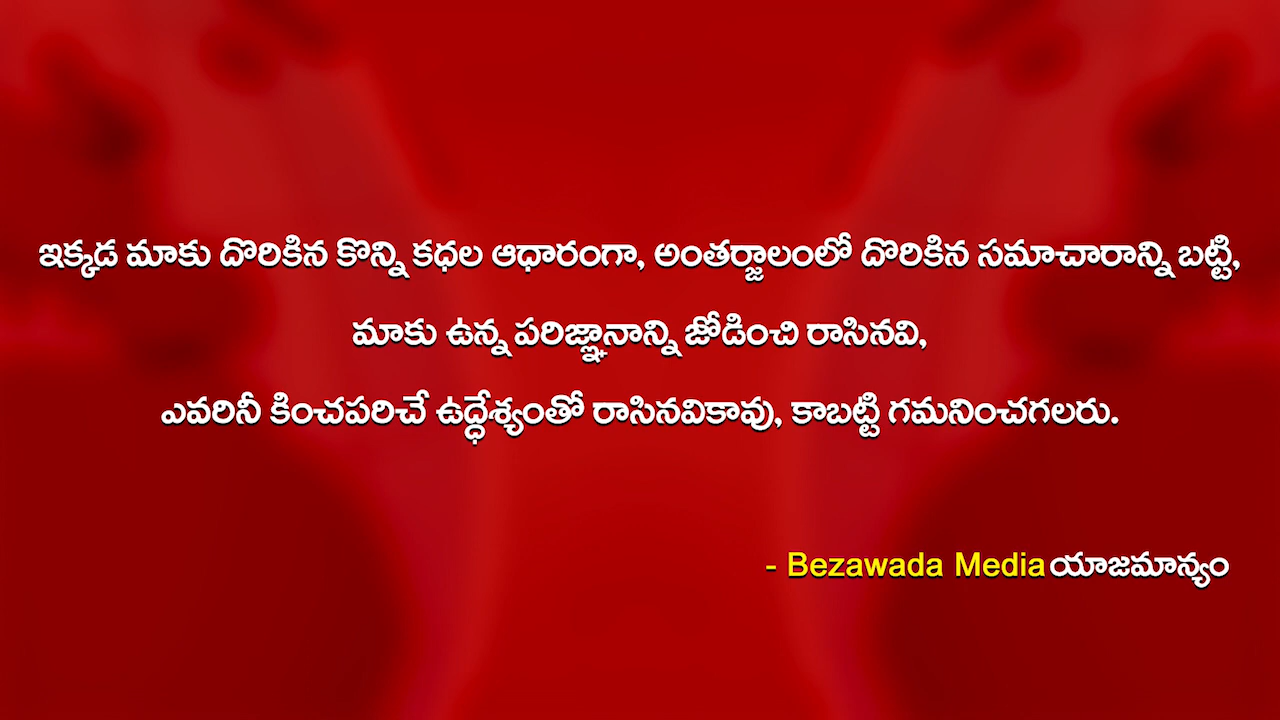 ఇక్కడ మాకు దొరికిన కొన్ని కధల ఆధారంగా, అంతర్జాలంలో దొరికిన సమాచారాన్ని బట్టి,
మాకు ఉన్న పరిజ్ఞానాన్ని జోడించి రాసినవి,
ఎవరినీ కించపరిచే ఉద్ధేశ్యంతో రాసినవికావు, కాబట్టి గమనించగలరు.
- Bezawada Media యాజమాన్యం